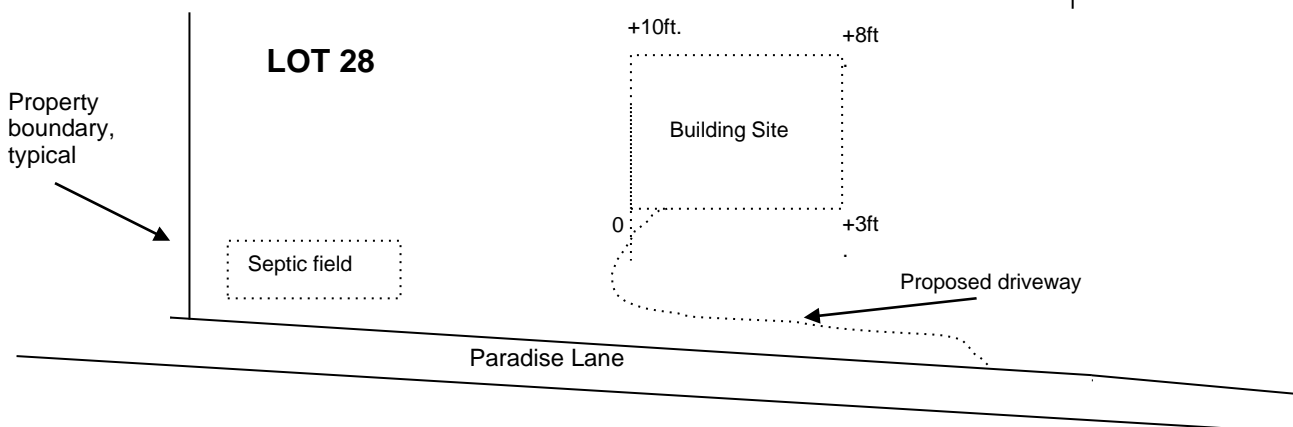 +10ft.
+8ft
.
LOT 28
Property
boundary,
typical
Building Site
0
+3ft
.
Septic field
Proposed driveway
Paradise Lane